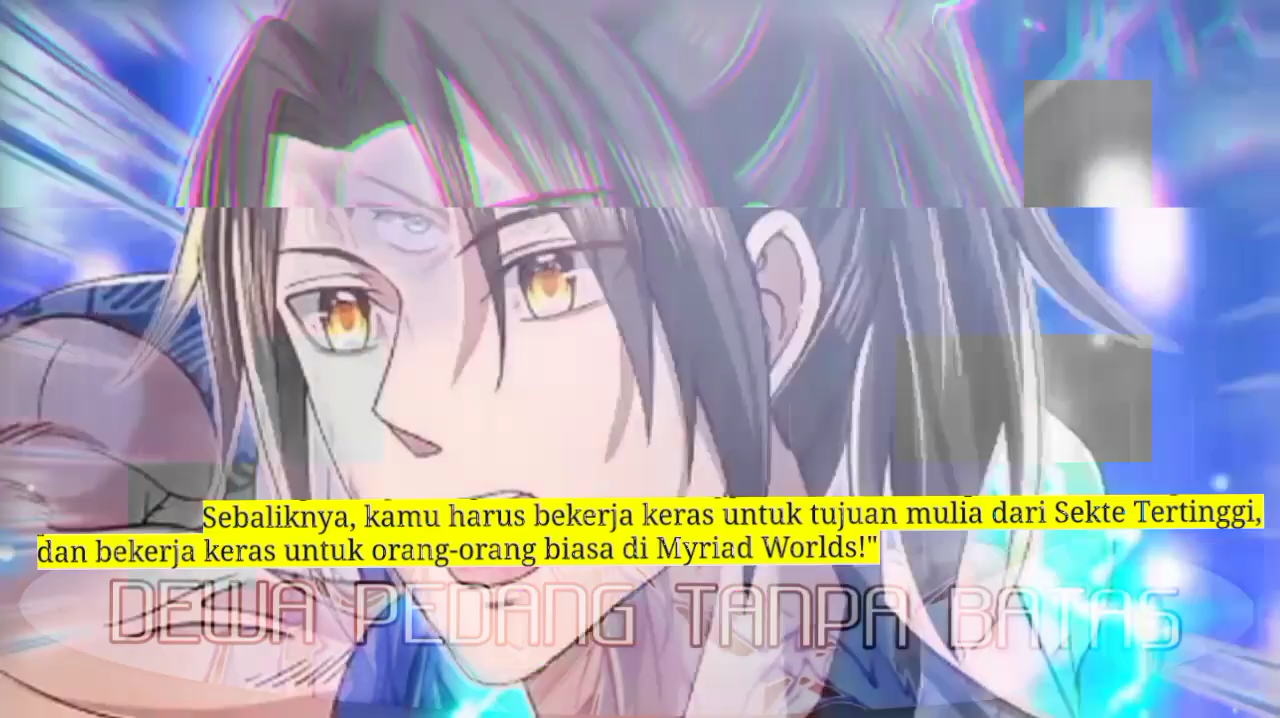 Sebaliknya, kamu harus bekerja keras untuk tujuan mulia dari Sekte Tertinggi,
dan bekerja keras untuk orang-orang biasa di Myriad Worlds!"
DEWA PEDANG TANPA BATAS